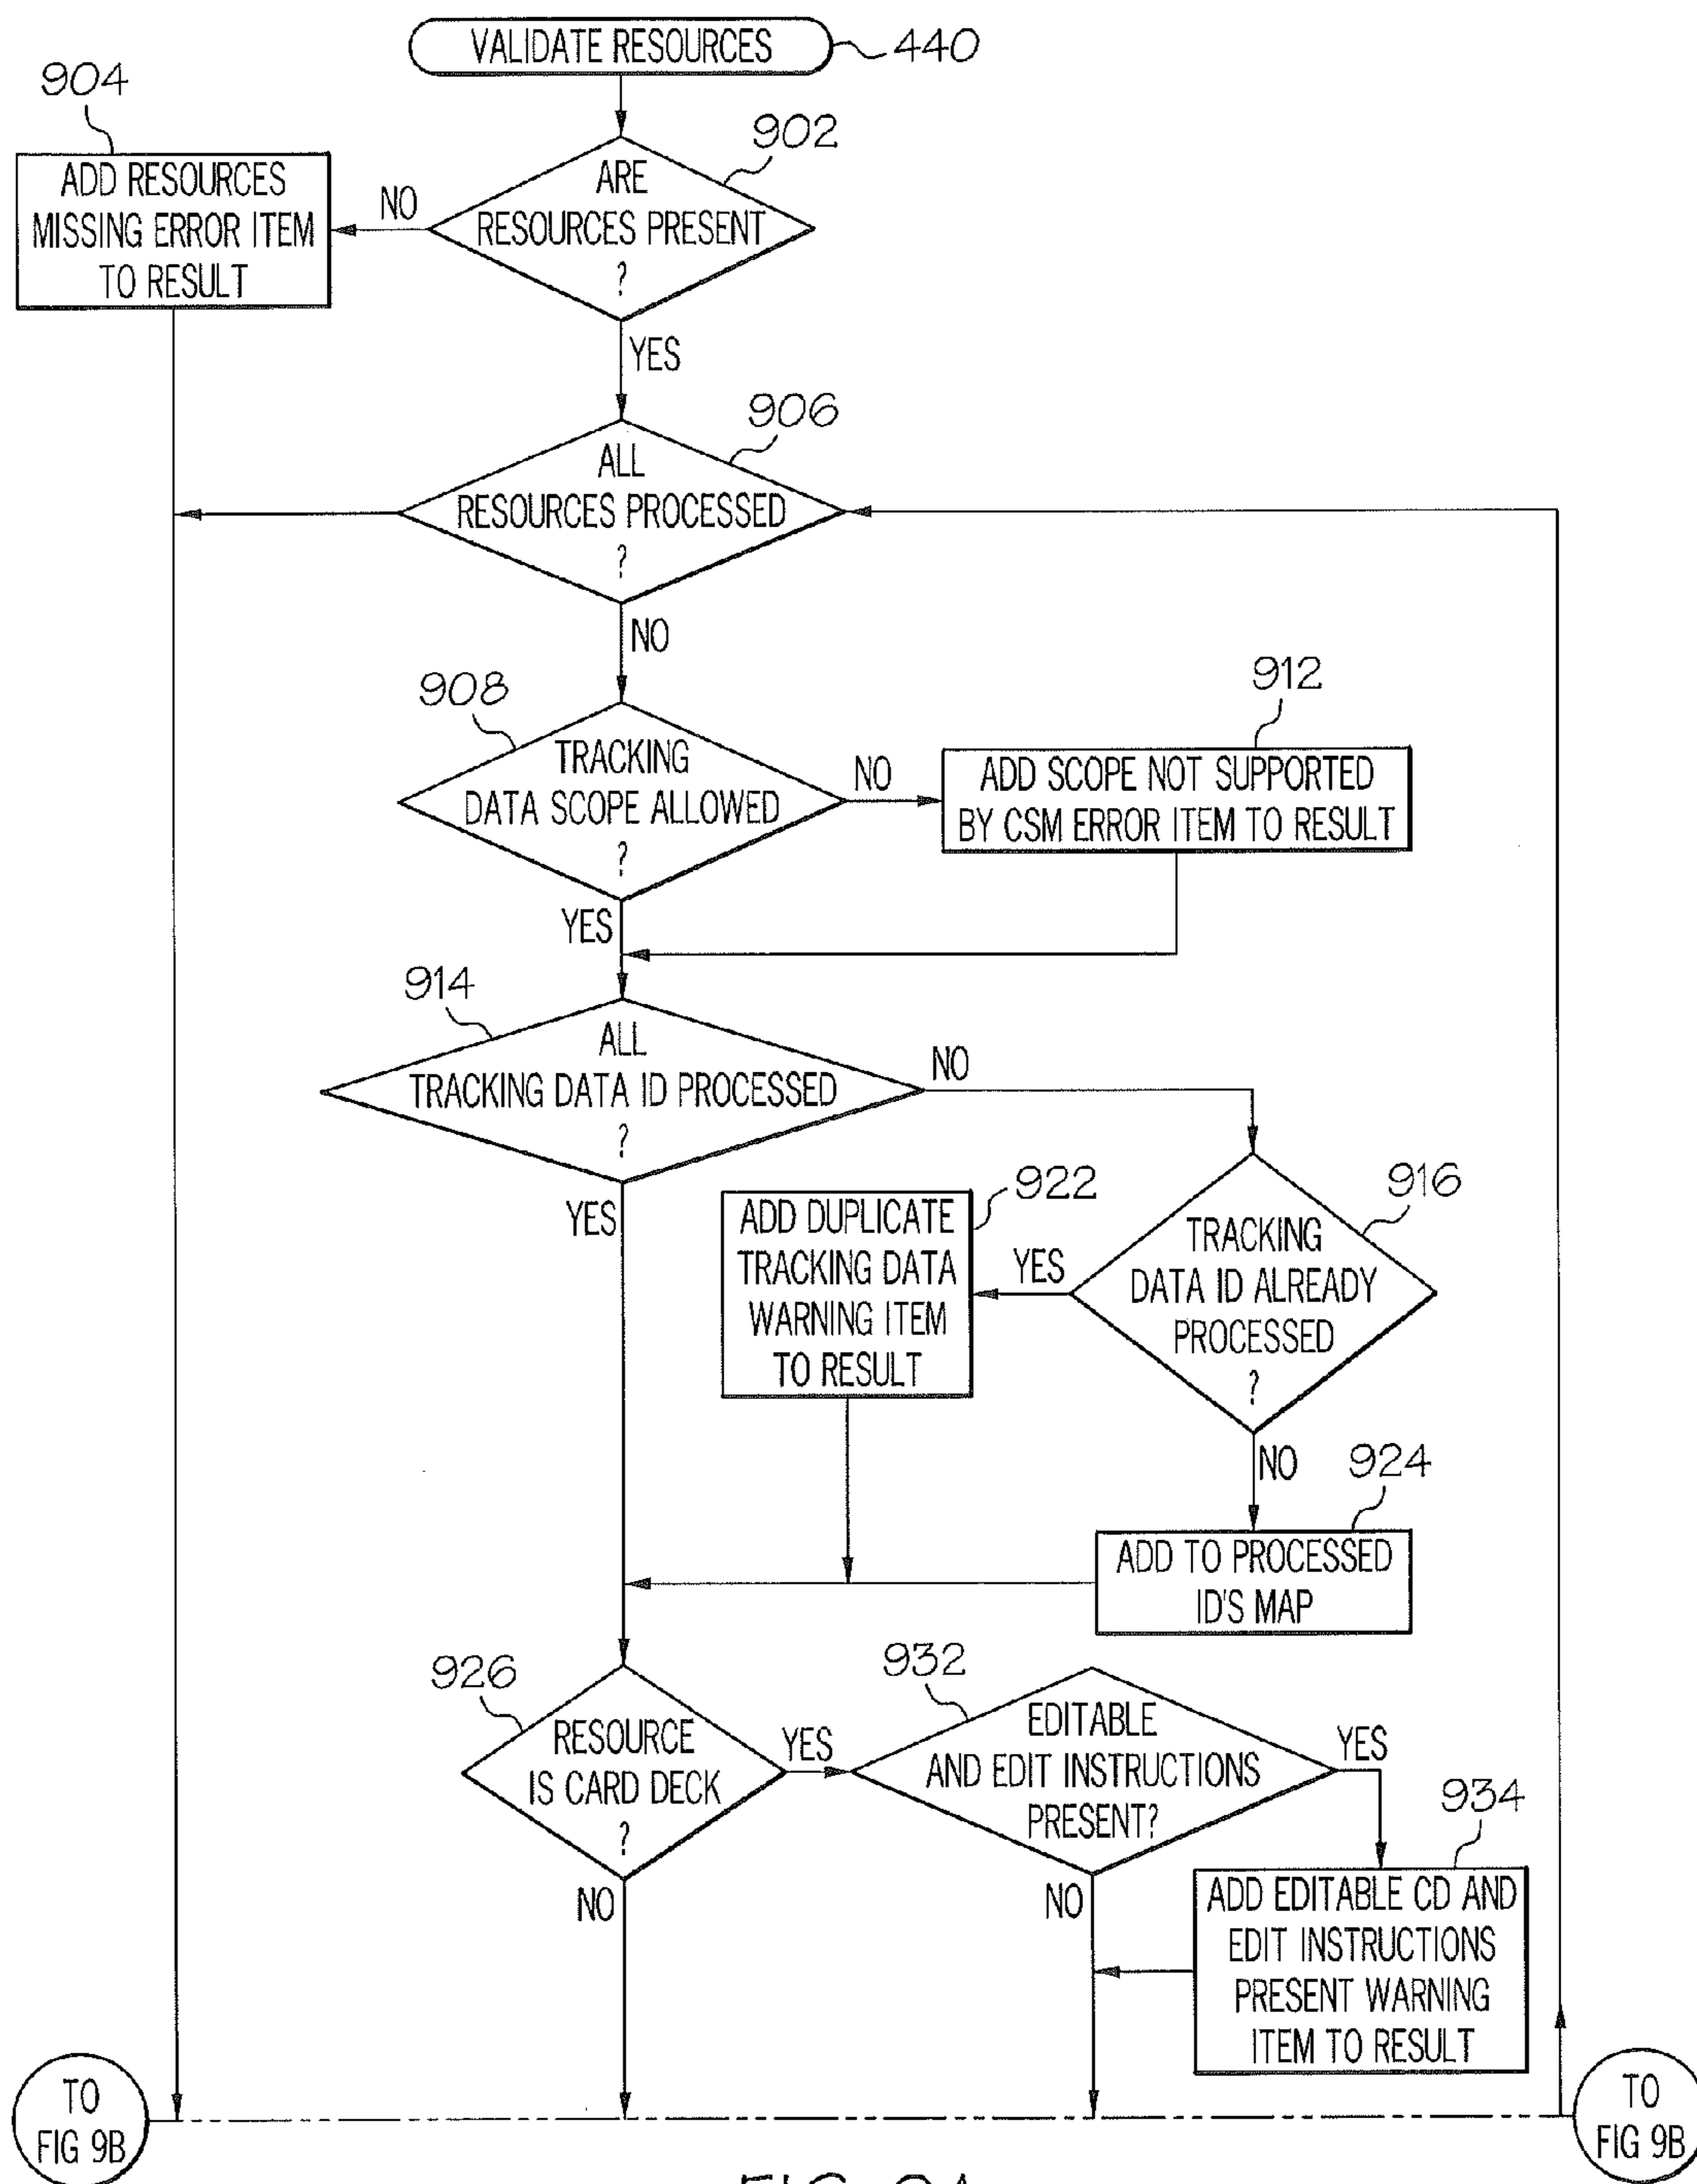 VALIDATE RESOURCES
440
904
902
ADD RESOURCES
MISSING ERROR ITEM
TO RESULT
NO
ARE
RESOURCES PRESENT
?
YES
906
ALL
RESOURCES PROCESSED
?
NO
908
912
TRACKING
DATA SCOPE ALLOWED
?
NO
ADD SCOPE NOT SUPPORTED
BY CSM ERROR ITEM TO RESULT
YES
914
ALL
TRACKING DATA ID PROCESSED
?
NO
YES
922
916
ADD DUPLICATE
TRACKING DATA
WARNING ITEM
TO RESULT
YES
TRACKING
DATA ID ALREADY
PROCESSED
?
NO
924
ADD TO PROCESSED
ID'S MAP
926
932
RESOURCE
IS CARD DECK
?
YES
EDITABLE
AND EDIT INSTRUCTIONS
PRESENT?
YES
934
NO
NO
ADD EDITABLE CD AND
EDIT INSTRUCTIONS
PRESENT WARNING
ITEM TO RESULT
TO
FIG 9B
TO
FIG 9B